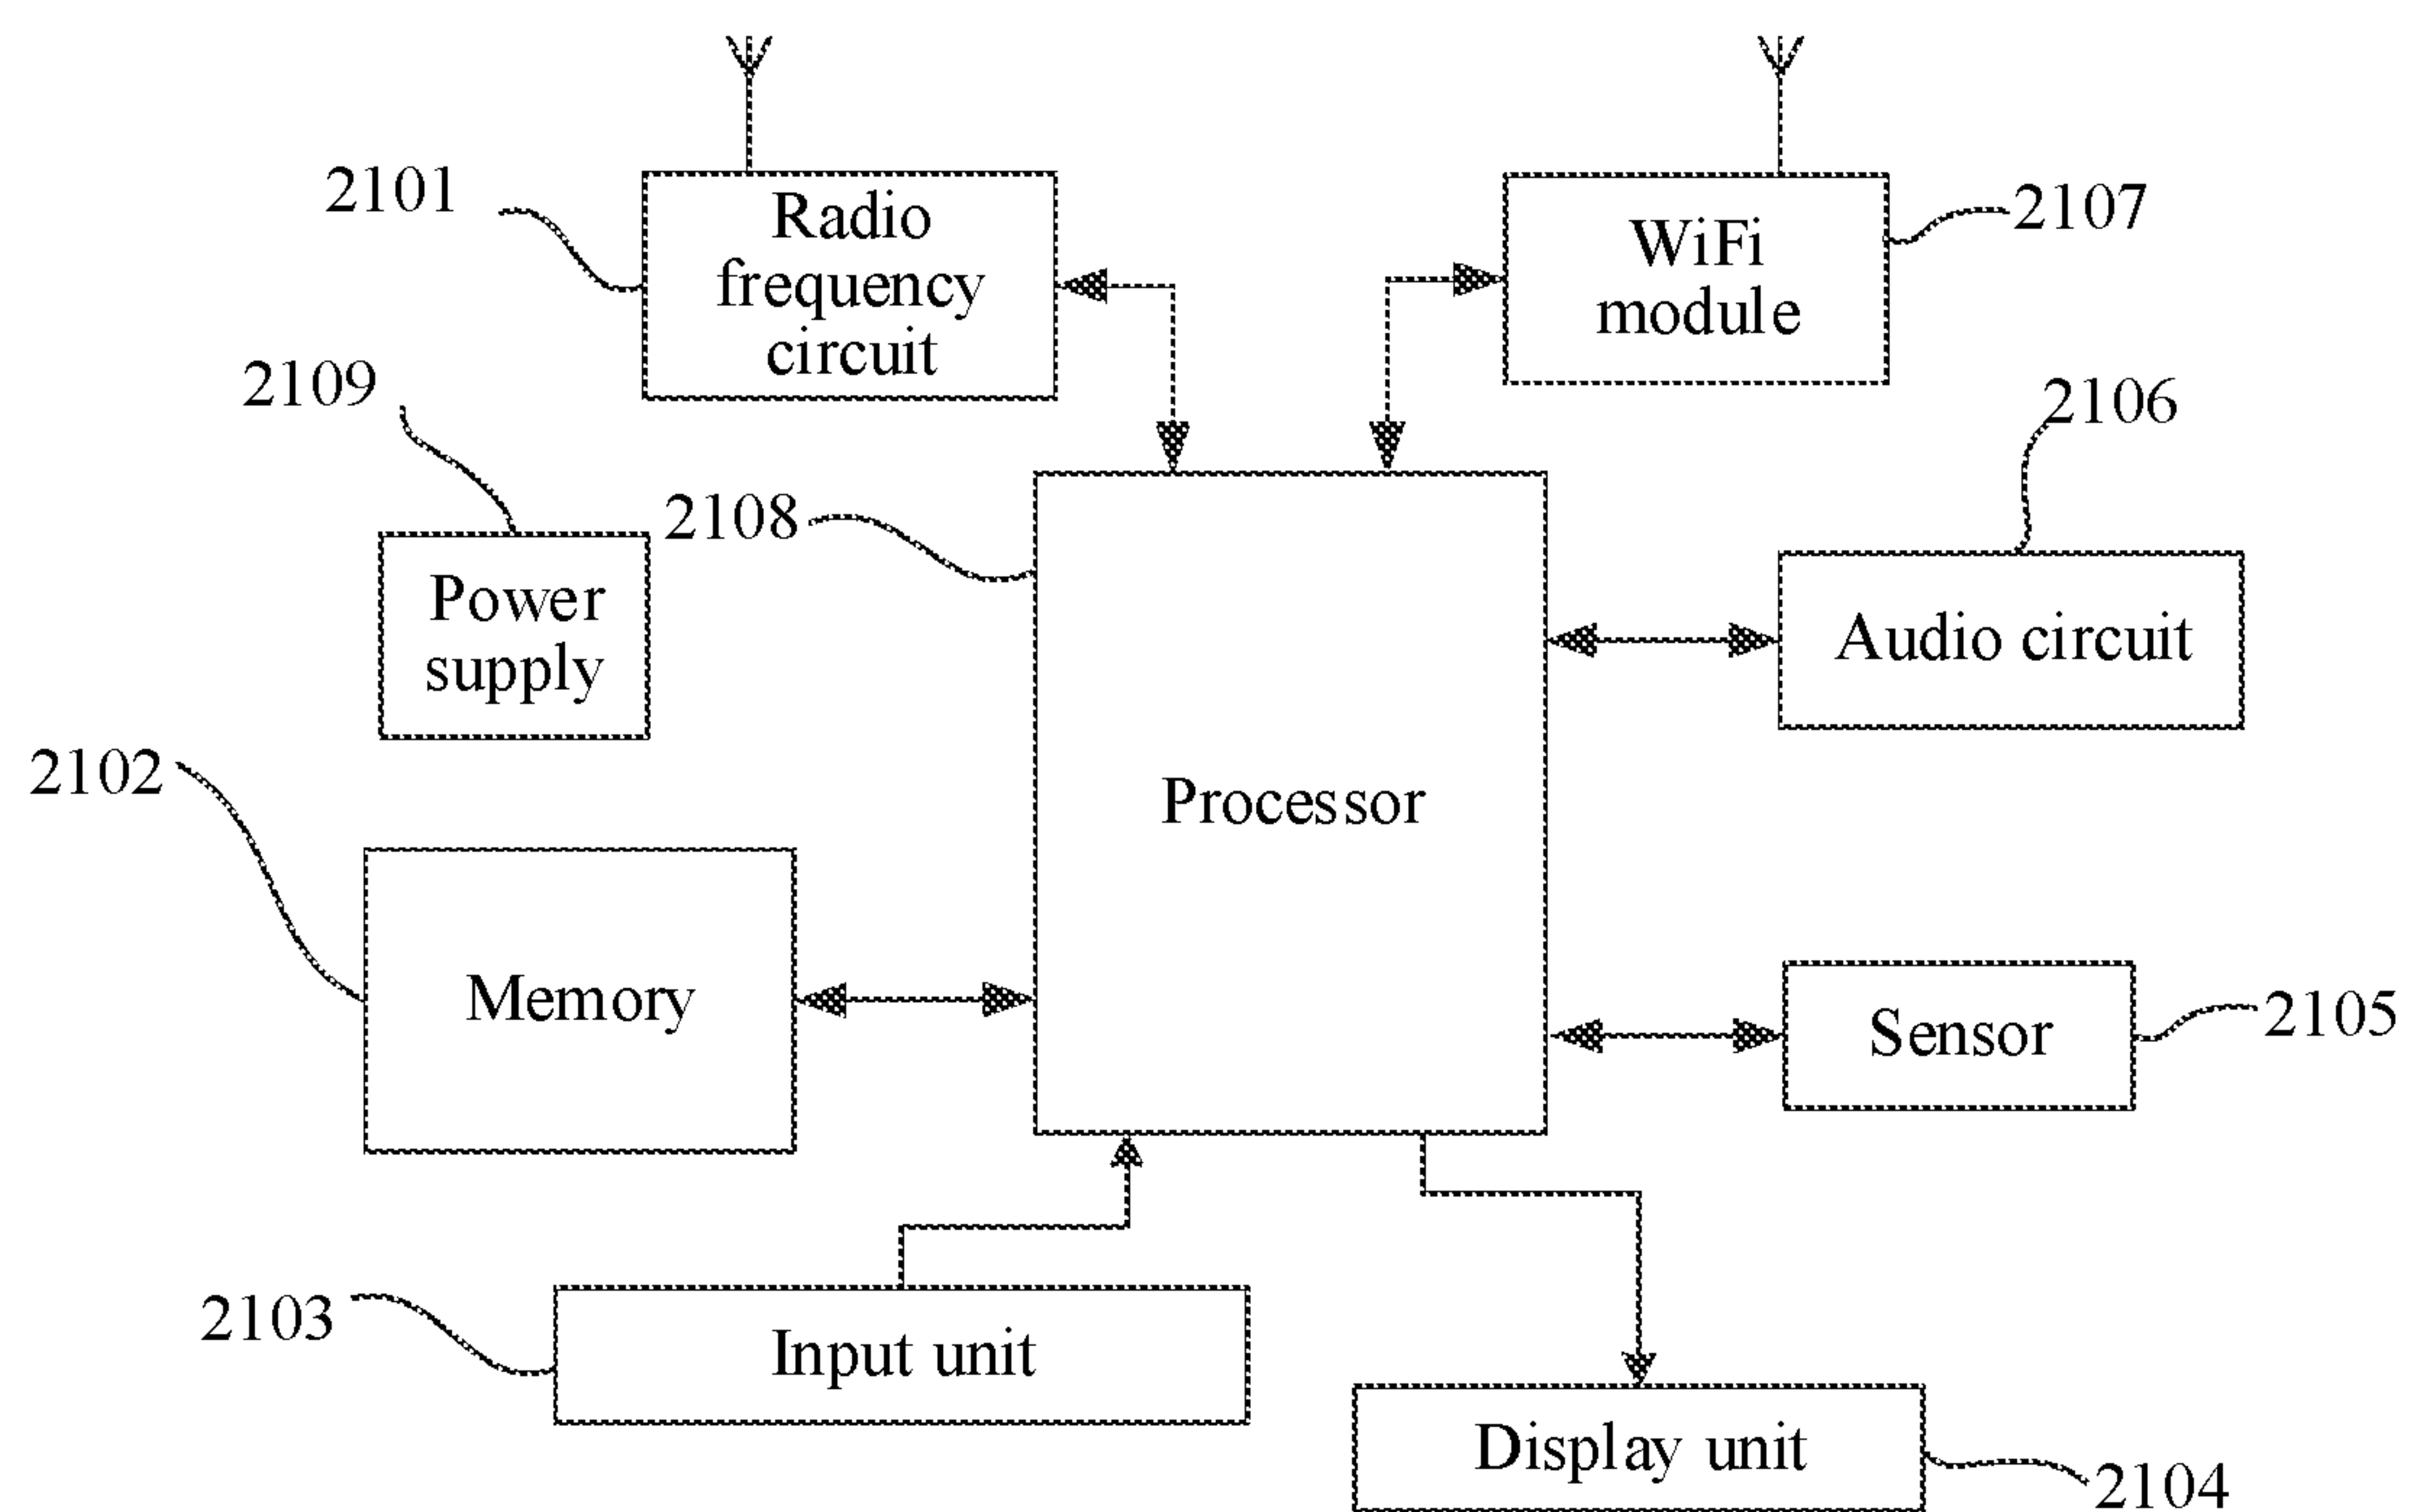 2101
Radio
frequency
circuit
WiFi
module
2107
2109
2106
2108
Power
supply
Audio circuit
2102
Processor
Memory
Sensor
2105
2103
Input unit
Display unit
2104